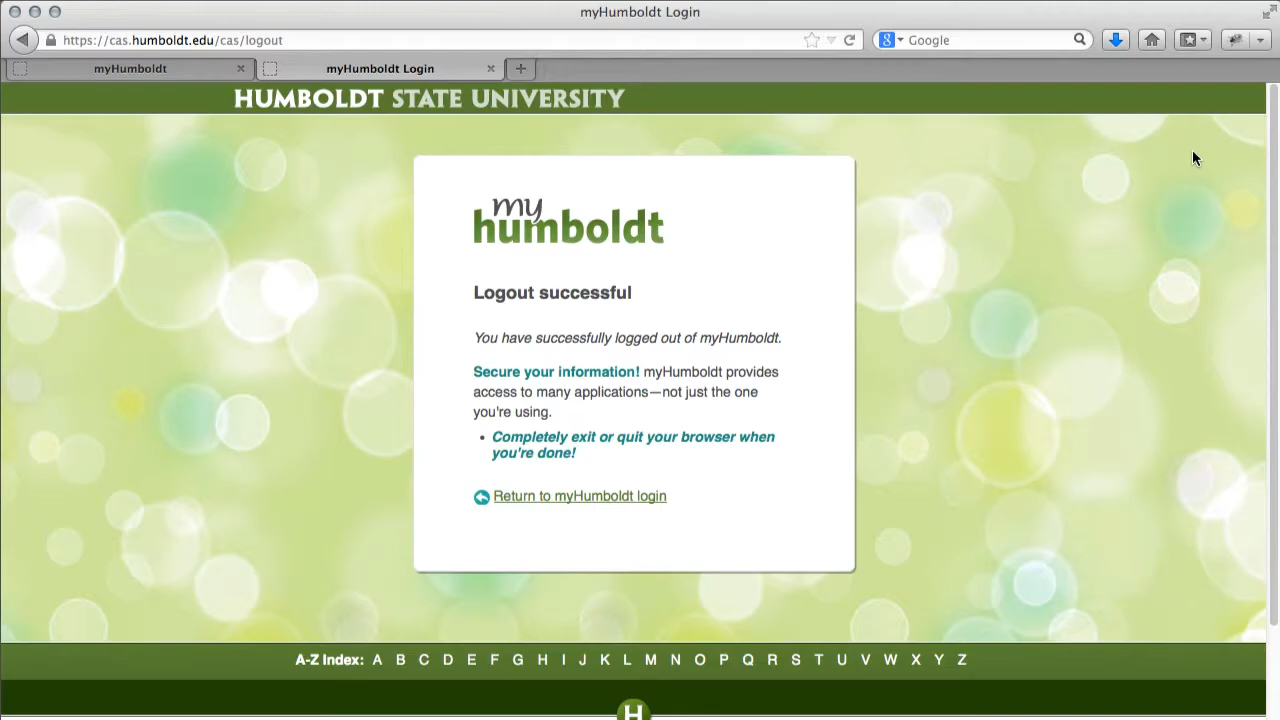 myHumboldt Login
https://cas.humboldt.edu/cas/logout
Google
myHumboldt
myHumboldt Login
HUMBOLDT STATE UNIVERSITY
my
humboldt
Logout successful
You have successfully logged out of myHumboldt.
Secure your information! myHumboldt provides
access to many applications—not just the one
you're using.
• Completely exit or quit your browser when
you're done!
Return to myHumboldt login
A-Z Index: A B C D E F G H I J K L M N O P Q R S T U V W X Y Z
H